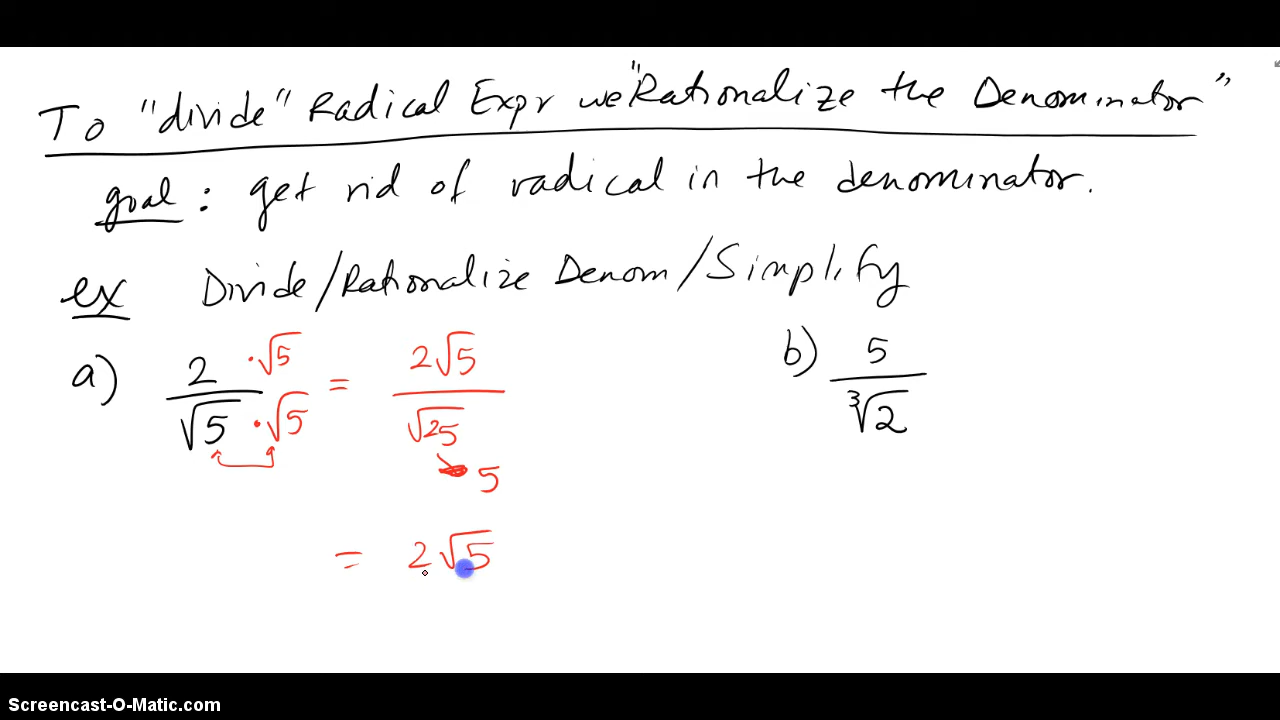 To "divide" Radical Expr we "Rationalize the Denominator"
goal : get rid of radical in the denominator.
ex Divide/Rationalize Denom/Simplify
a) 2/√5 · √5/· √5 = 2√5/√25
5
= 2√5
b) 5/∛2
Screencast-O-Matic.com